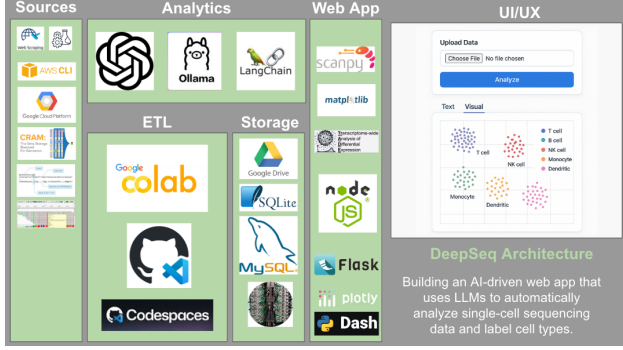 Sources
Web Scraping
AWS CLI
Google Cloud Platform
CRAM:
Analytics
Ollama
LangChain
ETL
Google
colab
Codespaces
Storage
Google Drive
SQLite
MySQL
Web App
scanpy
matplotlib
Transcriptome-wide
Analysis of
Differential
Expression
node
JS
Flask
plotly
Dash
UI/UX
Upload Data
Choose File No file chosen
Analyze
Text Visual
T cell
B cell
NK cell
Monocyte
Dendritic
T cell
NK cell
Monocyte
Dendritic
DeepSeq Architecture
Building an AI-driven web app that
uses LLMs to automatically
analyze single-cell sequencing
data and label cell types.